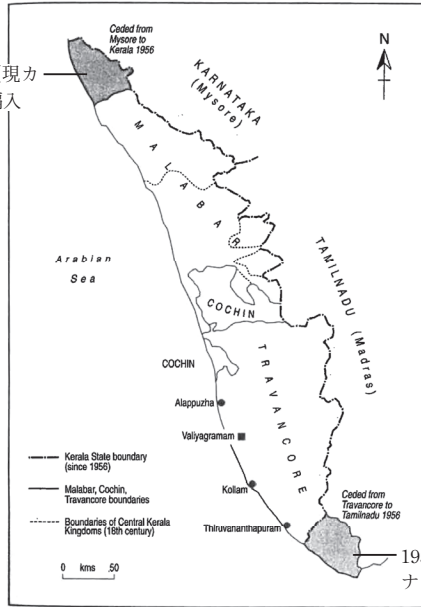 Ceded from
Mysore to
Kerala 1956
N
現カ
入
KARNATAKA
(Mysore)
MALABAR
Arabian
Sea
TAMILNADU (Madras)
COCHIN
COCHIN
TRAVANCORE
Alappuzha
Valiyagramam
Kollam
Thiruvananthapuram
Ceded from
Travancore to
Tamilnadu 1956
Kerala State boundary
(since 1956)
Malabar, Cochin,
Travancore boundaries
Boundaries of Central Kerala
Kingdoms (18th century)
0 kms .50
19
ナ